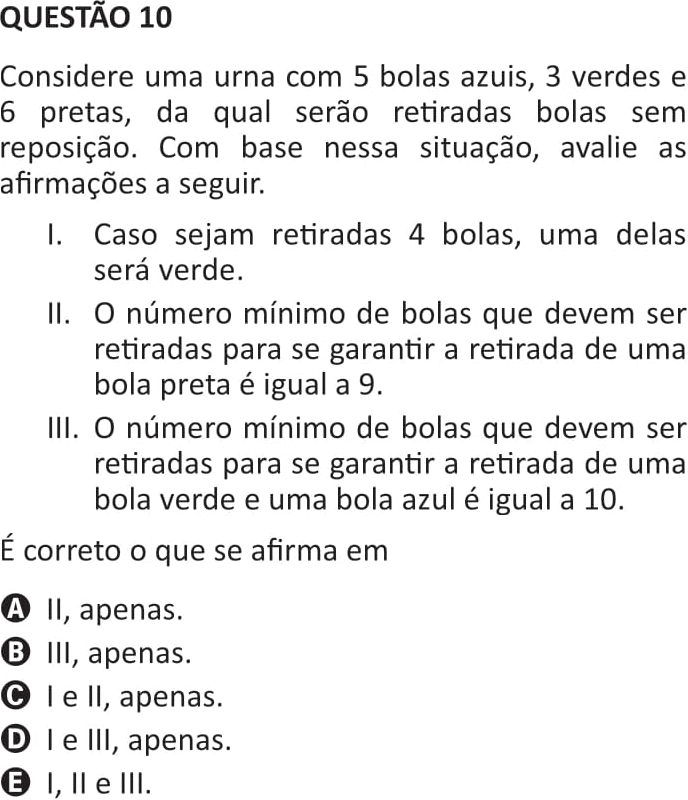 QUESTÃO 10
Considere uma urna com 5 bolas azuis, 3 verdes e
6 pretas, da qual serão retiradas bolas sem
reposição. Com base nessa situação, avalie as
afirmações a seguir.
I. Caso sejam retiradas 4 bolas, uma delas
será verde.
II. O número mínimo de bolas que devem ser
retiradas para se garantir a retirada de uma
bola preta é igual a 9.
III. O número mínimo de bolas que devem ser
retiradas para se garantir a retirada de uma
bola verde e uma bola azul é igual a 10.
É correto o que se afirma em
A II, apenas.
B III, apenas.
C I e II, apenas.
D I e III, apenas.
E I, II e III.